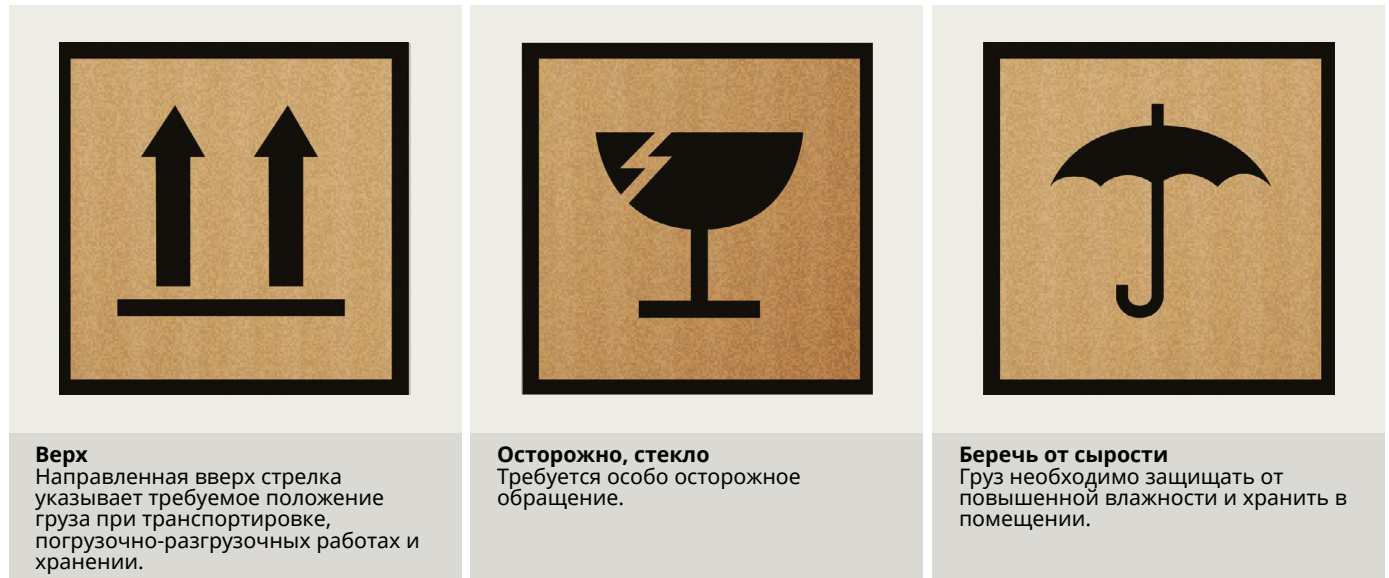 Верх
Направленная вверх стрелка
указывает требуемое положение
груза при транспортировке,
погрузочно-разгрузочных работах и
хранении.
Осторожно, стекло
Требуется особо осторожное
обращение.
Беречь от сырости
Груз необходимо защищать от
повышенной влажности и хранить в
помещении.